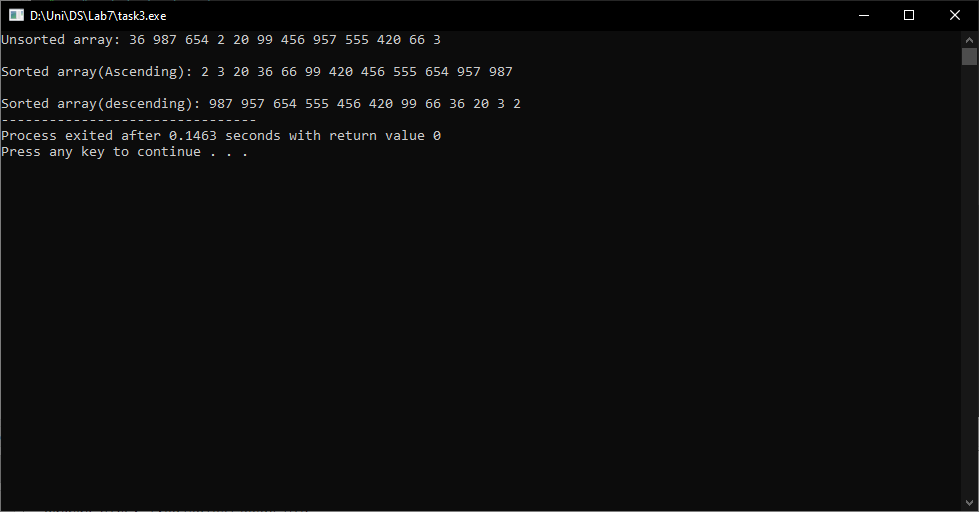 D:\Uni\DS\Lab7\task3.exe
Unsorted array: 36 987 654 2 20 99 456 957 555 420 66 3
Sorted array(Ascending): 2 3 20 36 66 99 420 456 555 654 957 987
Sorted array(descending): 987 957 654 555 456 420 99 66 36 20 3 2
--------------------------------
Process exited after 0.1463 seconds with return value 0
Press any key to continue . . .